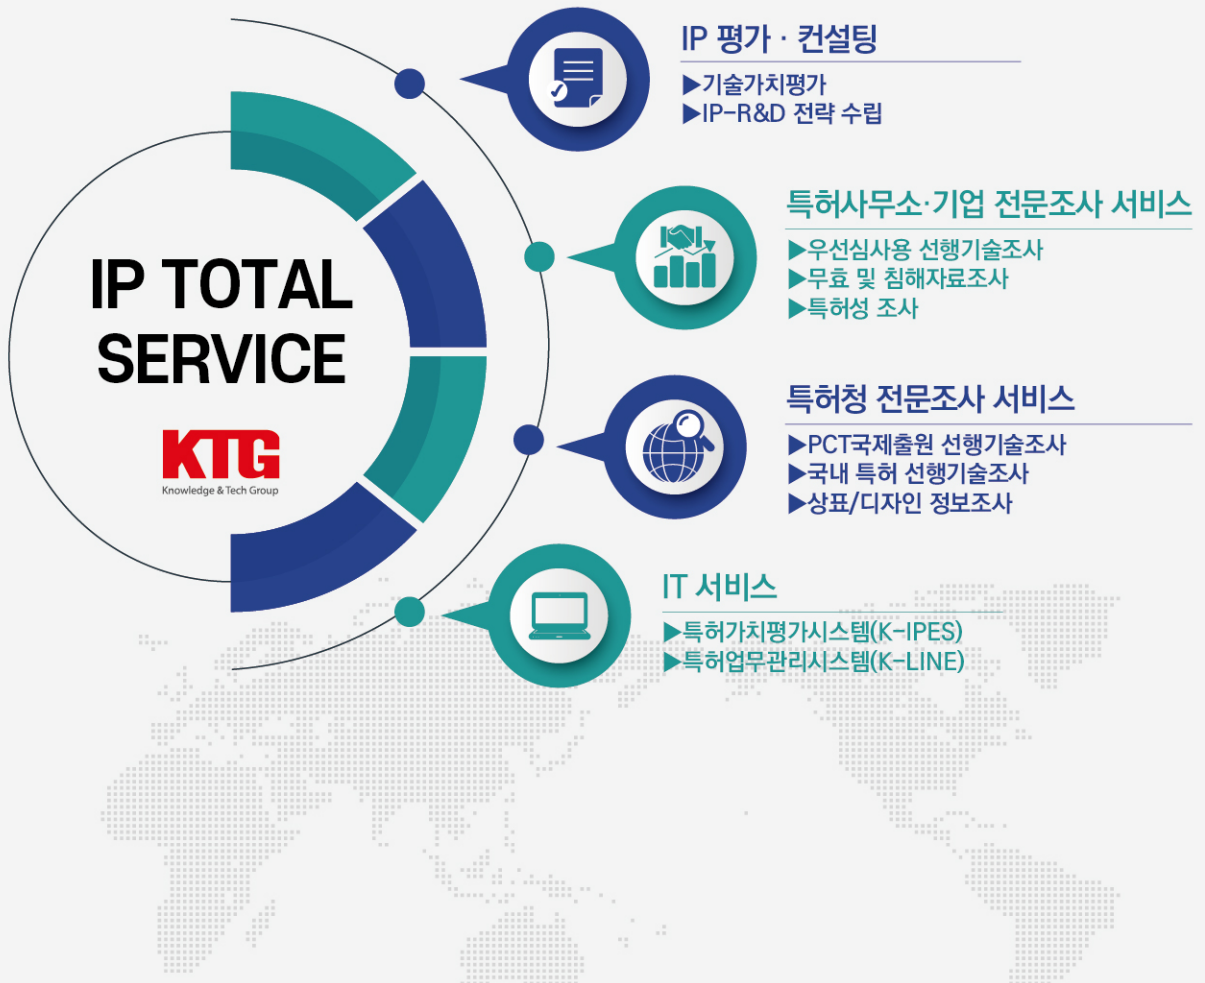 IP TOTAL
SERVICE
KTG
Knowledge & Tech Group
IP 평가 · 컨설팅
▶기술가치평가
▶IP-R&D 전략 수립
특허사무소·기업 전문조사 서비스
▶우선심사용 선행기술조사
▶무효 및 침해자료조사
▶특허성 조사
특허청 전문조사 서비스
▶PCT국제출원 선행기술조사
▶국내 특허 선행기술조사
▶상표/디자인 정보조사
IT 서비스
▶특허가치평가시스템(K-IPES)
▶특허업무관리시스템(K-LINE)